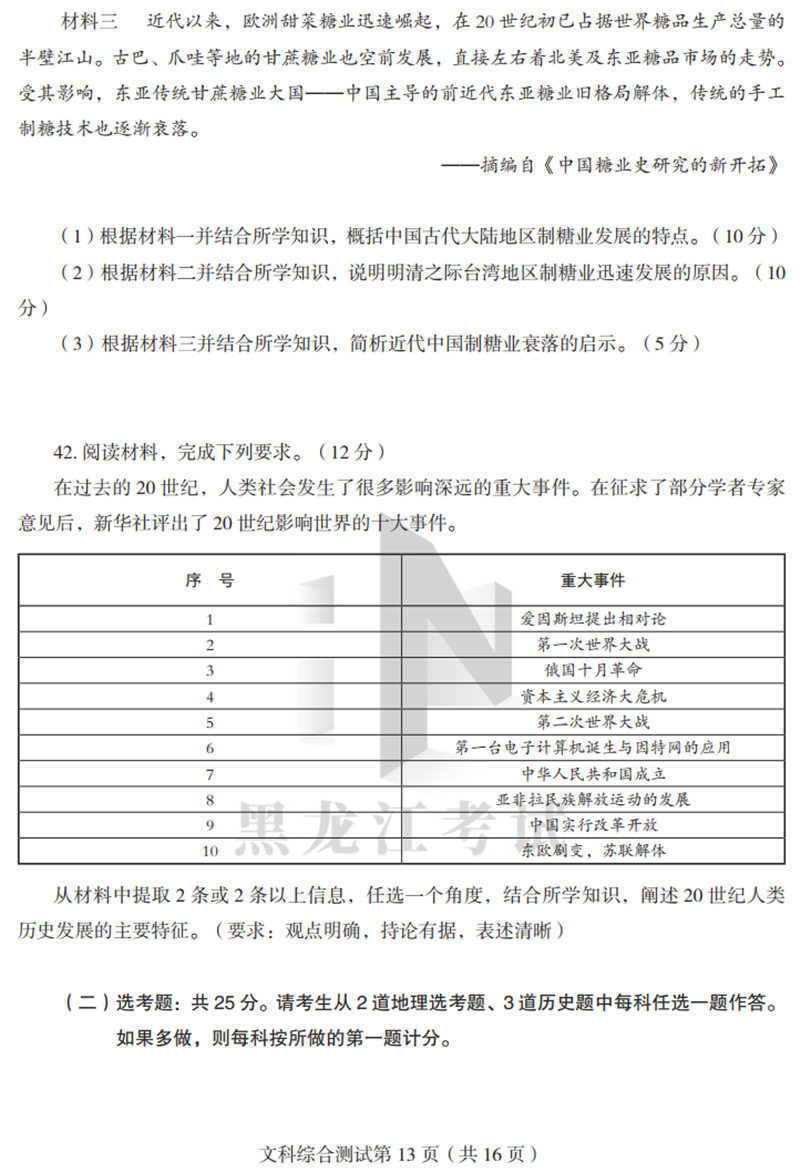 材料三 近代以来，欧洲甜菜糖业迅速崛起，在 20 世纪初已占据世界糖品生产总量的
半壁江山。古巴、爪哇等地的甘蔗糖业也空前发展，直接左右着北美及东亚糖品市场的走势。
受其影响，东亚传统甘蔗糖业大国——中国主导的前近代东亚糖业旧格局解体，传统的手工
制糖技术也逐渐衰落。
——摘编自《中国糖业史研究的新开拓》
（1）根据材料一并结合所学知识，概括中国古代大陆地区制糖业发展的特点。（10 分）
（2）根据材料二并结合所学知识，说明明清之际台湾地区制糖业迅速发展的原因。（10
分）
（3）根据材料三并结合所学知识，简析近代中国制糖业衰落的启示。（5 分）
42. 阅读材料，完成下列要求。（12 分）
在过去的 20 世纪，人类社会发生了很多影响深远的重大事件。在征求了部分学者专家
意见后，新华社评出了 20 世纪影响世界的十大事件。
序 号 重大事件
1 爱因斯坦提出相对论
2 第一次世界大战
3 俄国十月革命
4 资本主义经济大危机
5 第二次世界大战
6 第一台电子计算机诞生与因特网的应用
7 中华人民共和国成立
8 亚非拉民族解放运动的发展
9 中国实行改革开放
10 东欧剧变，苏联解体
黑龙江考试
从材料中提取 2 条或 2 条以上信息，任选一个角度，结合所学知识，阐述 20 世纪人类
历史发展的主要特征。（要求：观点明确，持论有据，表述清晰）
（二）选考题：共 25 分。请考生从 2 道地理选考题、3 道历史题中每科任选一题作答。
如果多做，则每科按所做的第一题计分。
文科综合测试第 13 页（共 16 页）